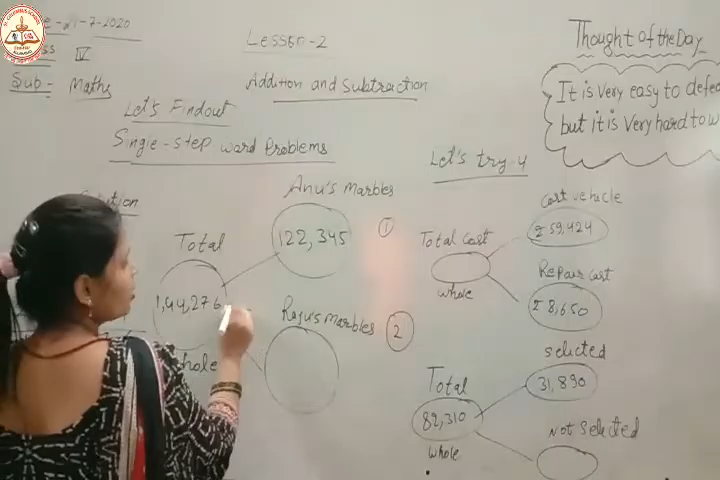 -21-7-2020
IV
Sub- Maths
Lesson-2
Addition and Subtraction
Let's Findout
Single-step word Problems
Solution
Total
1,44,276
whole
Anu's Marbles
122,345
1
Raju's Marbles
2
Thought of the Day
It is very easy to defea
but it is very hard to w
Let's try-4
Cost vehicle
₹ 59,424
Total Cost
whole
Repair cost
₹ 8,650
Total
82,310
whole
Selected
31,890
Not Selected